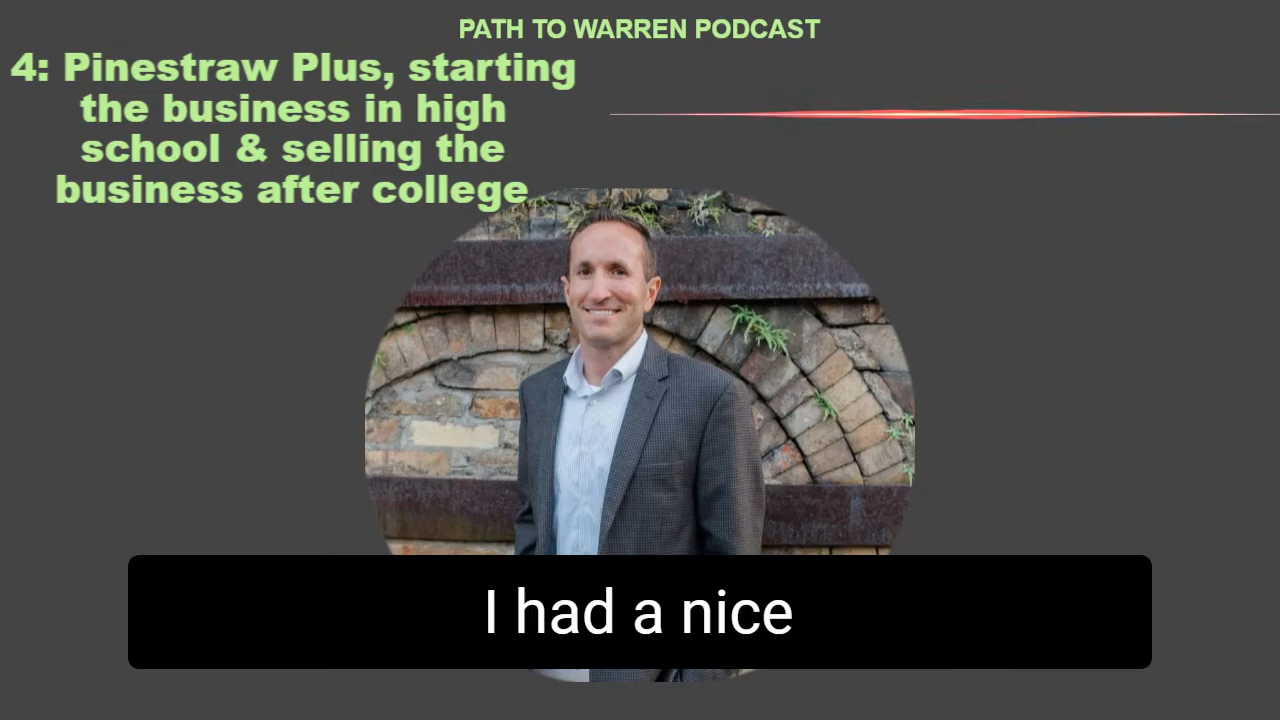 PATH TO WARREN PODCAST
4: Pinestraw Plus, starting
the business in high
school & selling the
business after college
I had a nice